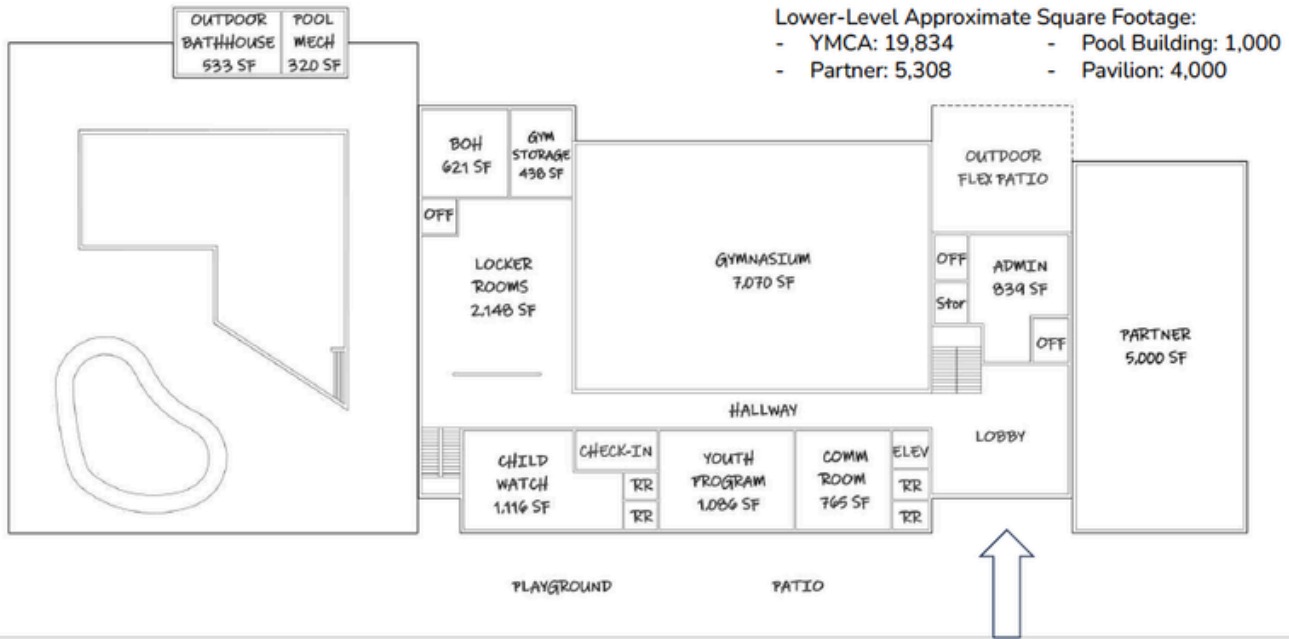 Lower-Level Approximate Square Footage:
- YMCA: 19,834
- Pool Building: 1,000
- Partner: 5,308
- Pavilion: 4,000
OUTDOOR
BATHHOUSE
533 SF
POOL
MECH
320 SF
BOH
621 SF
GYM
STORAGE
438 SF
OFF
LOCKER
ROOMS
2,148 SF
GYMNASIUM
7,070 SF
OUTDOOR
FLEX PATIO
OFF
Stor
ADMIN
839 SF
OFF
PARTNER
5,000 SF
HALLWAY
LOBBY
CHILD
WATCH
1,116 SF
CHECK-IN
RR
RR
YOUTH
PROGRAM
1,086 SF
COMM
ROOM
765 SF
ELEV
RR
RR
PLAYGROUND
PATIO